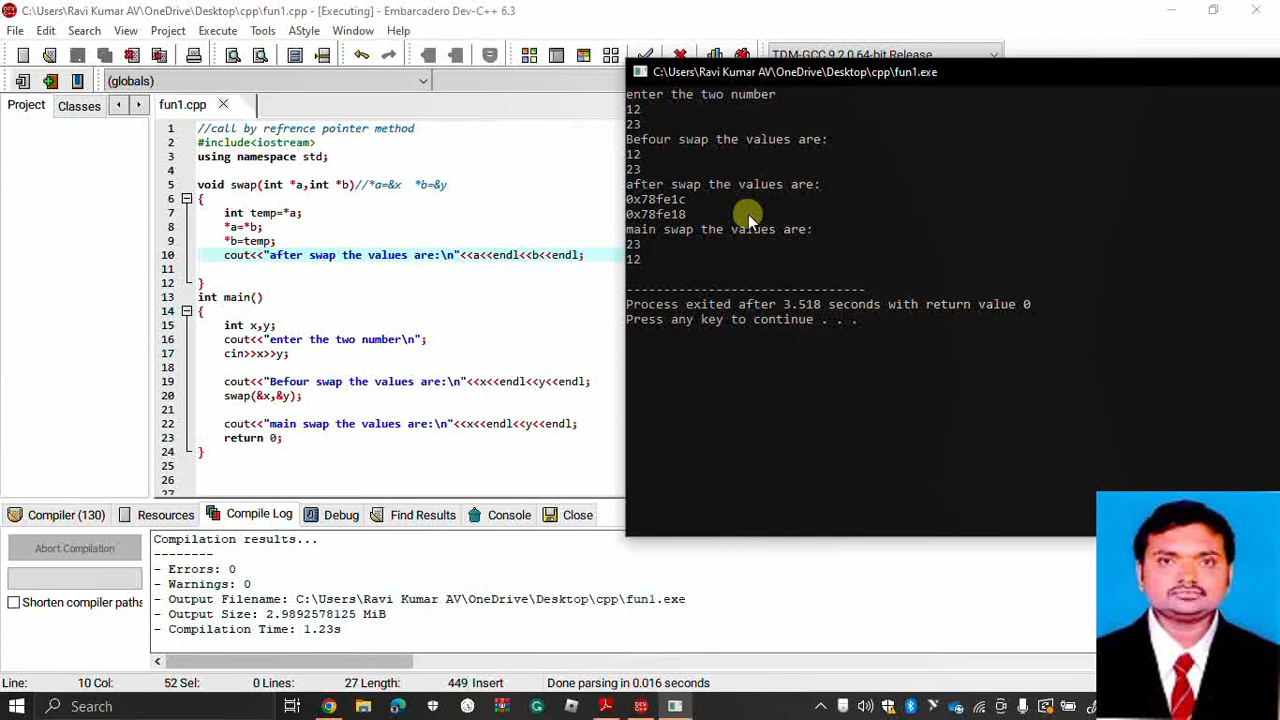 C:\Users\Ravi Kumar AV\OneDrive\Desktop\cpp\fun1.cpp - [Executing] - Embarcadero Dev-C++ 6.3
File Edit Search View Project Execute Tools AStyle Window Help
TDM-GCC 9.2.0 64-bit Release
(globals)
Project Classes fun1.cpp
1 //call by refrence pointer method
2 #include<iostream>
3 using namespace std;
4
5 void swap(int *a,int *b)//*a=&x *b=&y
6 {
7 int temp=*a;
8 *a=*b;
9 *b=temp;
10 cout<<"after swap the values are:\n"<<a<<endl<<b<<endl;
11
12 }
13 int main()
14 {
15 int x,y;
16 cout<<"enter the two number\n";
17 cin>>x>>y;
18
19 cout<<"Befour swap the values are:\n"<<x<<endl<<y<<endl;
20 swap(&x,&y);
21
22 cout<<"main swap the values are:\n"<<x<<endl<<y<<endl;
23 return 0;
24 }
25
26
27
C:\Users\Ravi Kumar AV\OneDrive\Desktop\cpp\fun1.exe
enter the two number
12
23
Befour swap the values are:
12
23
after swap the values are:
0x78fe1c
0x78fe18
main swap the values are:
23
12
--------------------------------
Process exited after 3.518 seconds with return value 0
Press any key to continue . . .
Compiler (130) Resources Compile Log Debug Find Results Console Close
Abort Compilation
Shorten compiler paths
Compilation results...
--------
- Errors: 0
- Warnings: 0
- Output Filename: C:\Users\Ravi Kumar AV\OneDrive\Desktop\cpp\fun1.exe
- Output Size: 2.9892578125 MiB
- Compilation Time: 1.23s
Line: 10 Col: 52 Sel: 0 Lines: 27 Length: 449 Insert Done parsing in 0.016 seconds
Search